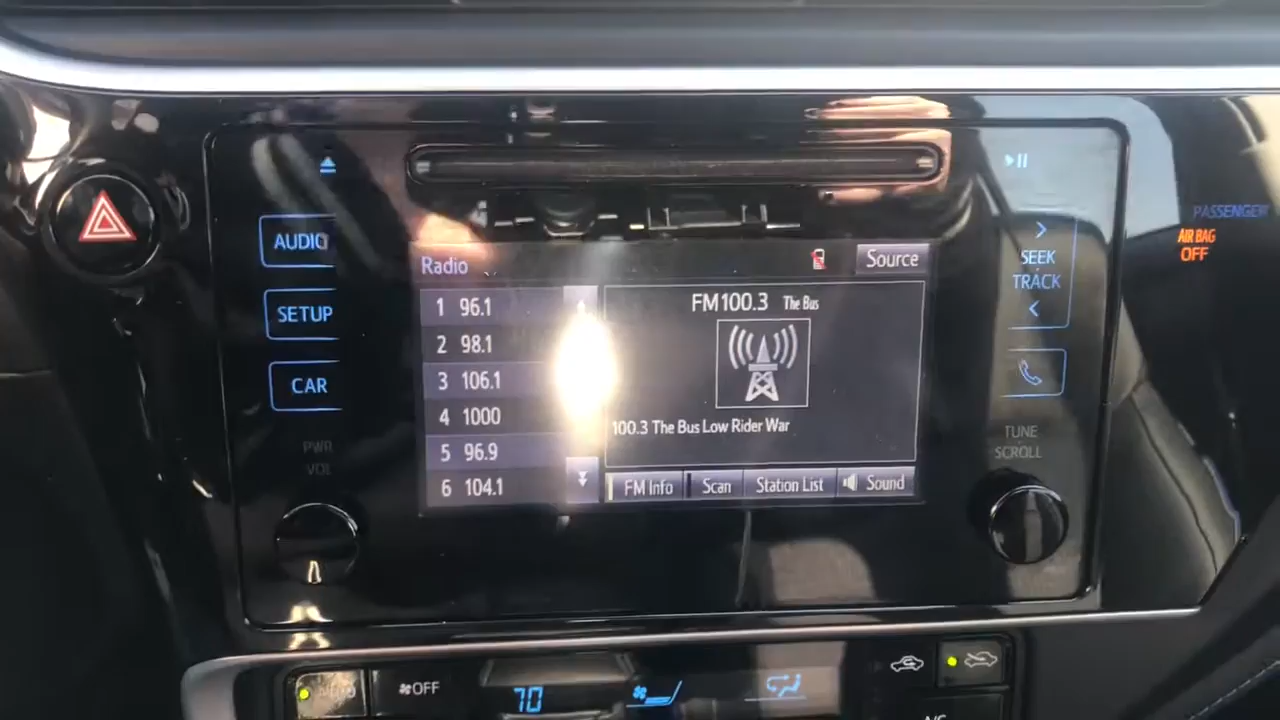 AUDIO
SETUP
CAR
PWR
VOL
Radio
Source
1 96.1
2 98.1
3 106.1
4 1000
5 96.9
6 104.1
FM100.3 The Bus
100.3 The Bus Low Rider War
FM Info
Scan
Station List
Sound
SEEK
TRACK
TUNE
SCROLL
PASSENGER
AIR BAG
OFF
OFF
70
A/C